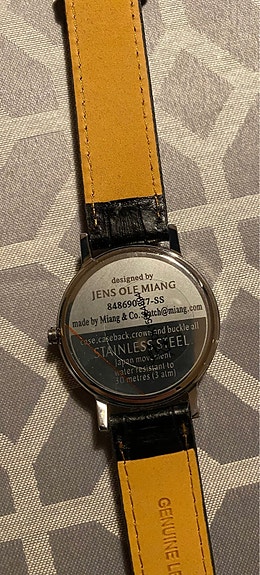 designed by
JENS OLE MIANG
made by Miang & Co.
case,caseback,crown and buckle all
STAINLESS STEEL
Japan movement
water resistant to
30 metres (3 atm)
GENUINE